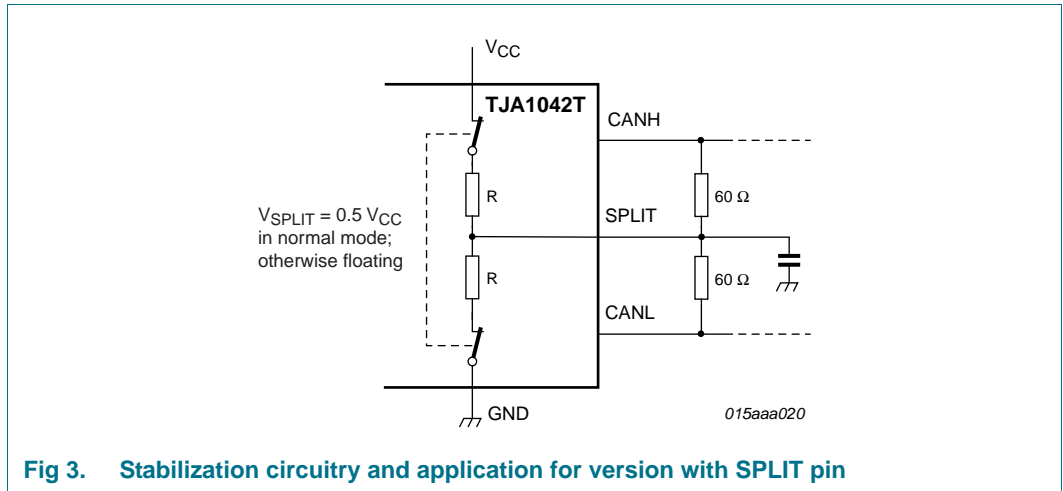 VCC
TJA1042T
CANH
R
60 Ω
VSPLIT = 0.5 VCC
in normal mode;
otherwise floating
SPLIT
R
60 Ω
CANL
GND
015aaa020
Fig 3. Stabilization circuitry and application for version with SPLIT pin